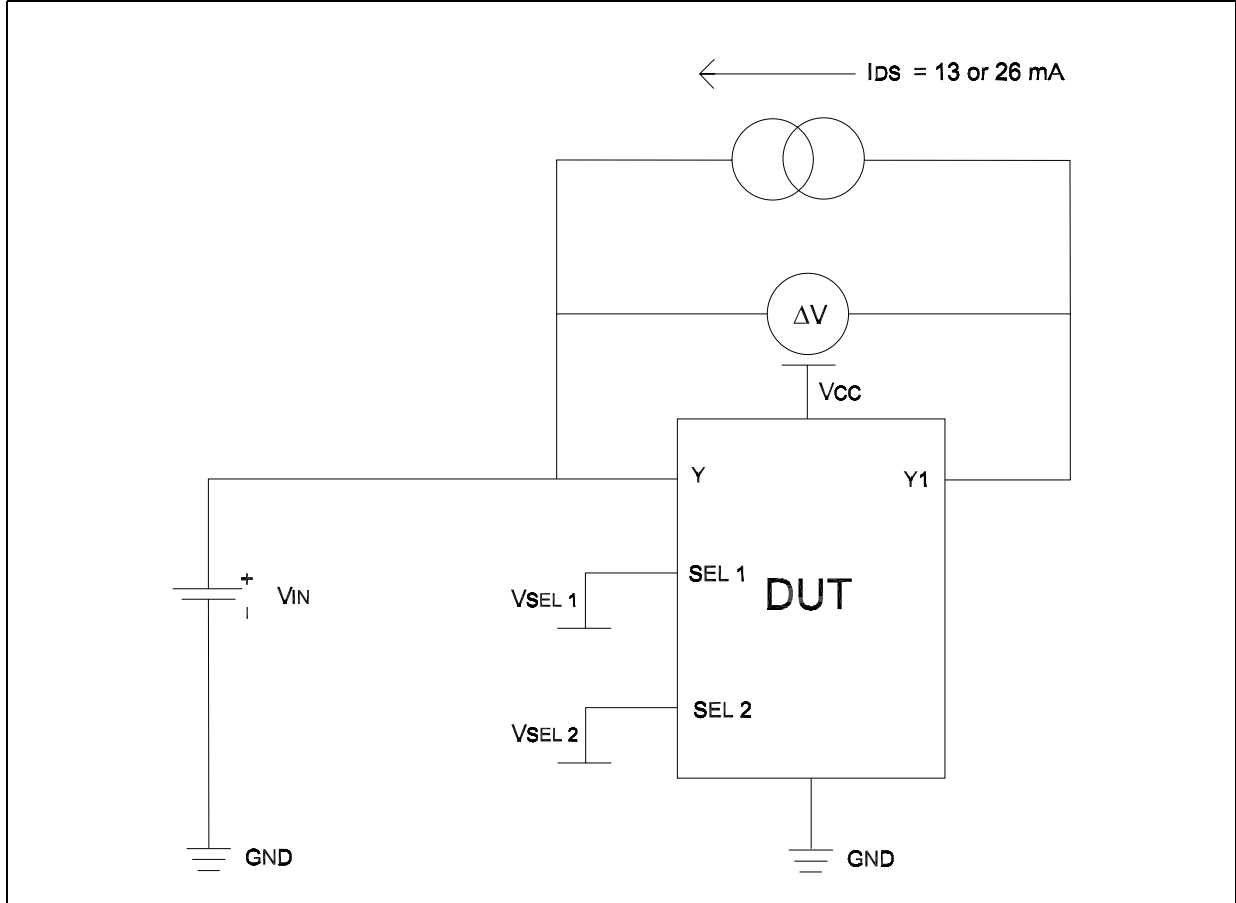 IDS = 13 or 26 mA
ΔV
VCC
Y
Y1
SEL 1
DUT
+
VIN
-
VSEL 1
SEL 2
VSEL 2
GND
GND